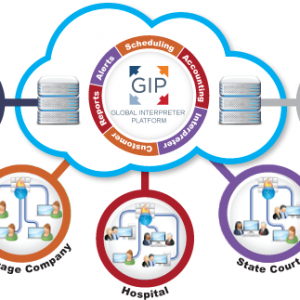 Scheduling
Alerts
Accounting
GIP
GLOBAL INTERPRETER
PLATFORM
Reports
Interpreter
Customer
age Company
Hospital
State Court